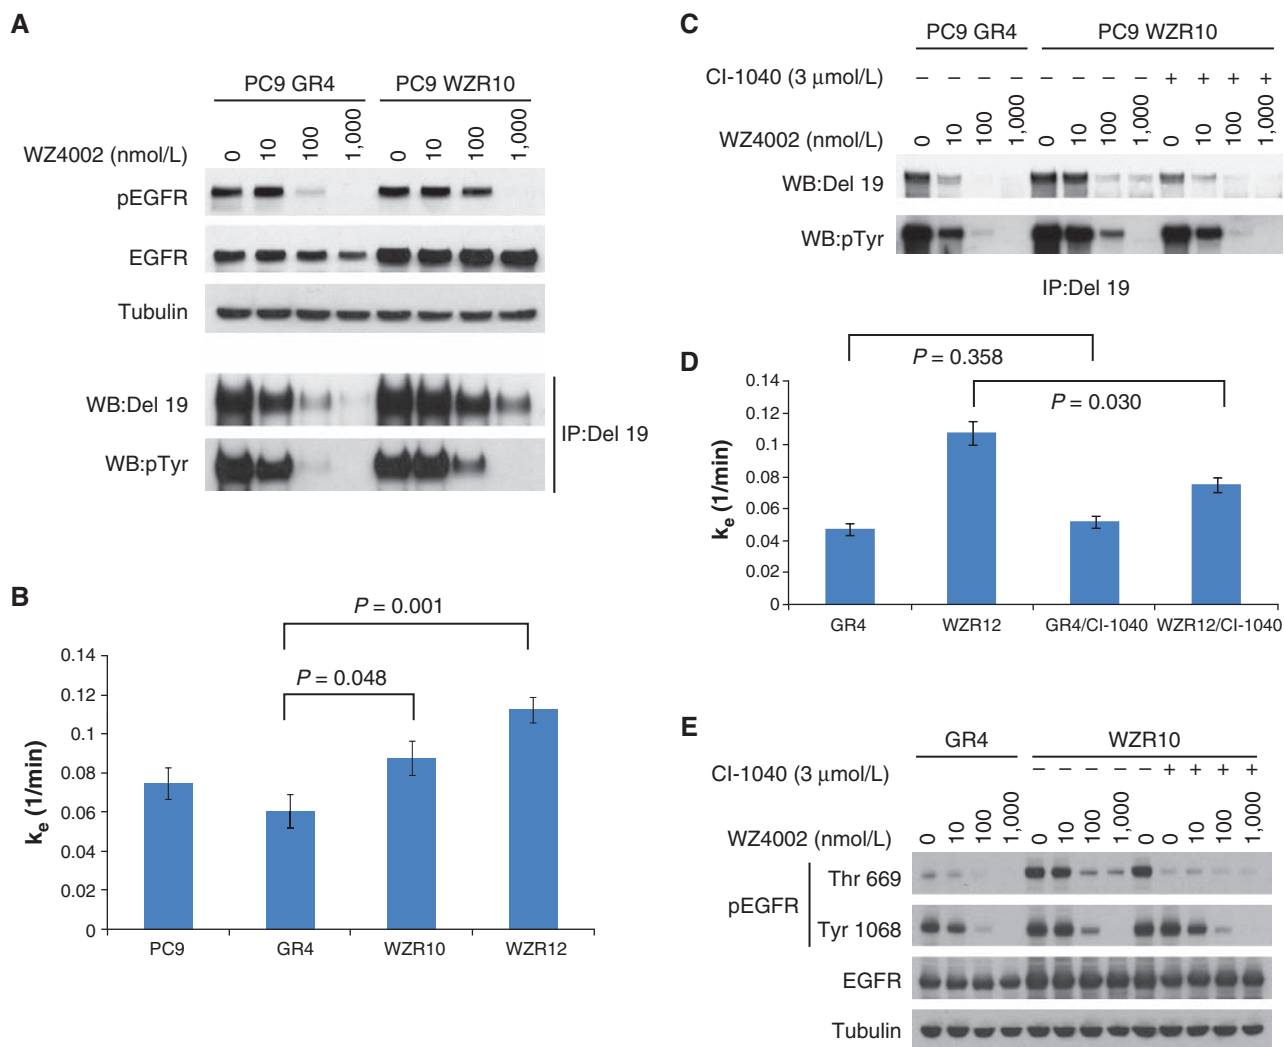 A
PC9 GR4 PC9 WZR10
WZ4002 (nmol/L) 0 10 100 1,000 0 10 100 1,000
pEGFR
EGFR
Tubulin
WB:Del 19
WB:pTyr
IP:Del 19
B
P = 0.001
P = 0.048
ke (1/min)
0.14
0.12
0.1
0.08
0.06
0.04
0.02
0
PC9 GR4 WZR10 WZR12
C
PC9 GR4 PC9 WZR10
CI-1040 (3 μmol/L) – – – – – – – – + + + +
WZ4002 (nmol/L) 0 10 100 1,000 0 10 100 1,000 0 10 100 1,000
WB:Del 19
WB:pTyr
IP:Del 19
D
P = 0.358
P = 0.030
ke (1/min)
0.14
0.12
0.1
0.08
0.06
0.04
0.02
0
GR4 WZR12 GR4/CI-1040 WZR12/CI-1040
E
GR4 WZR10
CI-1040 (3 μmol/L) – – – – – + + + +
WZ4002 (nmol/L) 0 10 100 1,000 0 10 100 1,000 0 0 10 100 1,000
pEGFR
Thr 669
Tyr 1068
EGFR
Tubulin